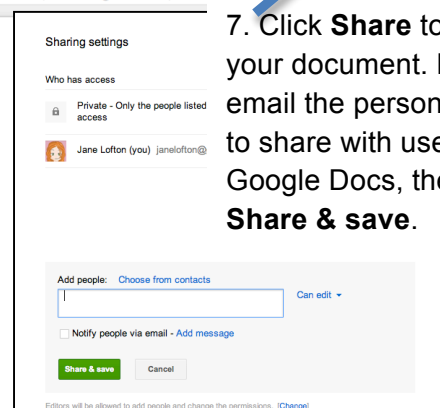 Sharing settings
Who has access
Private - Only the people listed
access
Jane Lofton (you) janelofton@
7. Click Share to
your document.
email the person
to share with use
Google Docs, the
Share & save.
Add people: Choose from contacts
Can edit
Notify people via email - Add message
Share & save Cancel
Editors will be allowed to add people and change the permissions. [Change]